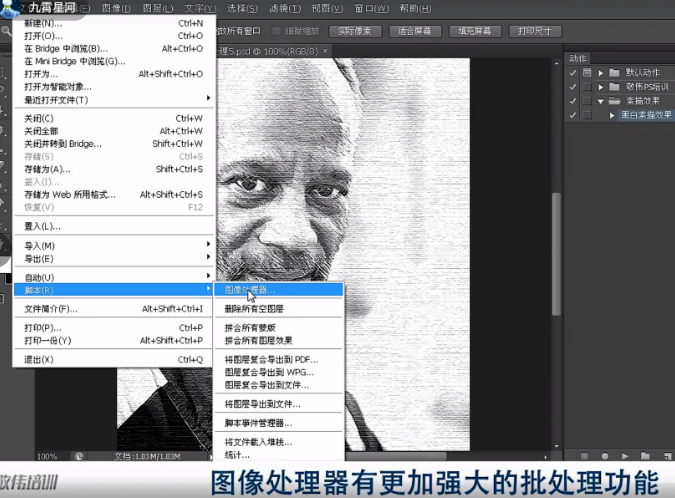 九霄星河
图像(I) 图层(L) 文字(Y) 选择(S) 滤镜(T) 视图(V) 窗口(W) 帮助(H)
放所有窗口 细微缩放 实际像素 适合屏幕 填充屏幕 打印尺寸
理5.psd @ 100%(RGB/8) ×
新建(N)... Ctrl+N
打开(O)... Ctrl+O
在 Bridge 中浏览(B)... Alt+Ctrl+O
在 Mini Bridge 中浏览(G)...
打开为... Alt+Shift+Ctrl+O
打开为智能对象...
最近打开文件(T)
关闭(C) Ctrl+W
关闭全部 Alt+Ctrl+W
关闭并转到 Bridge... Shift+Ctrl+W
存储(S) Ctrl+S
存储为(A)... Shift+Ctrl+S
签入(I)...
存储为 Web 所用格式... Alt+Shift+Ctrl+S
恢复(V) F12
置入(L)...
导入(M)
导出(E)
自动(U)
脚本(R)
文件简介(F)... Alt+Shift+Ctrl+I
打印(P)... Ctrl+P
打印一份(Y) Alt+Shift+Ctrl+P
退出(X) Ctrl+Q
图像处理器...
删除所有空图层
拼合所有蒙版
拼合所有图层效果
将图层复合导出到 PDF...
图层复合导出到 WPG...
图层复合导出到文件...
将图层导出到文件...
脚本事件管理器...
将文件载入堆栈...
统计...
动作
默认动作
敬伟PS培训
素描效果
黑白素描效果
100% 文档:1.03M/1.03M
敬伟培训
图像处理器有更加强大的批处理功能